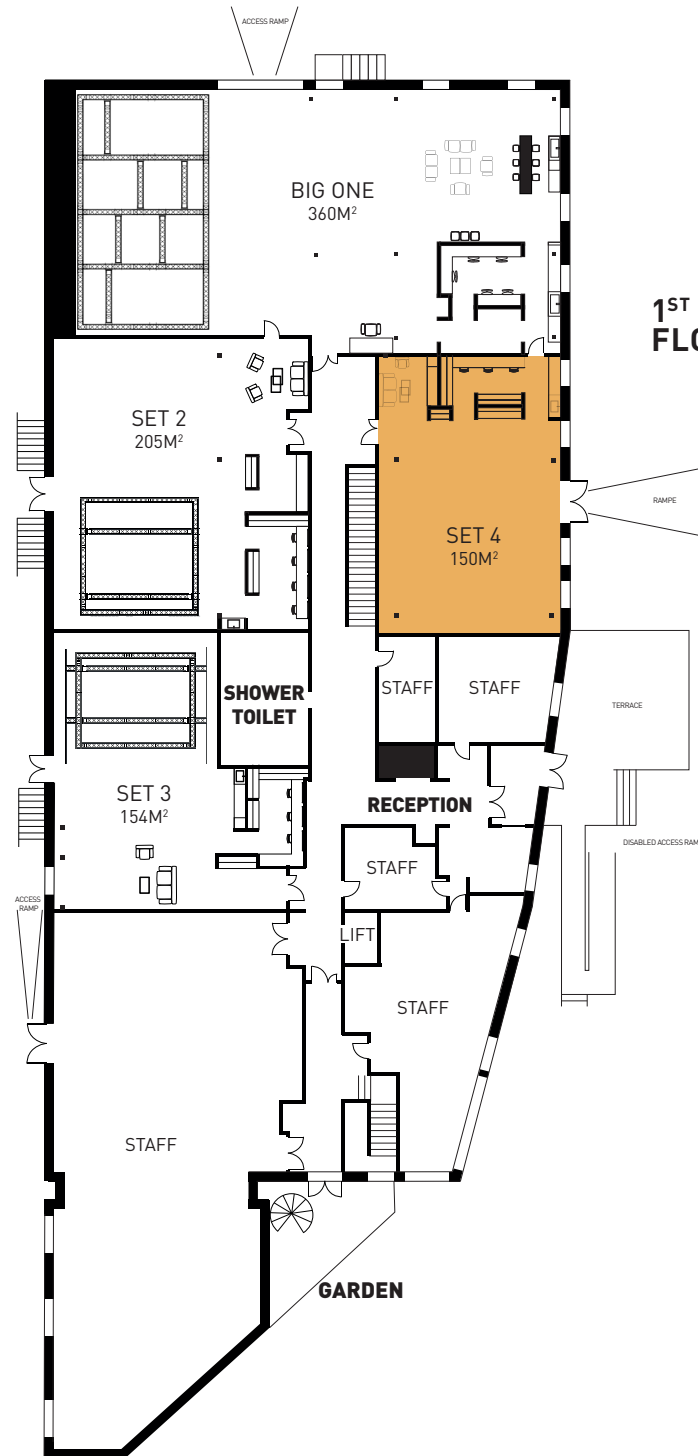 ACCESS RAMP
BIG ONE
360M²
1ST
FLO
SET 2
205M²
SET 4
150M²
RAMPE
SHOWER
TOILET
STAFF
STAFF
TERRACE
SET 3
154M²
RECEPTION
DISABLED ACCESS RAM
STAFF
ACCESS
RAMP
LIFT
STAFF
STAFF
GARDEN